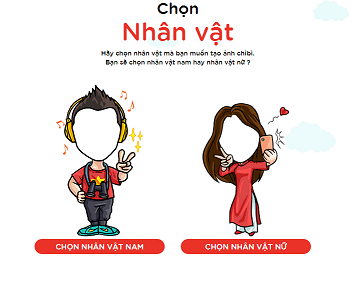 Chọn
Nhân vật
Hãy chọn nhân vật mà bạn muốn tạo ảnh chibi.
Bạn sẽ chọn nhân vật nam hay nhân vật nữ ?
CHỌN NHÂN VẬT NAM
CHỌN NHÂN VẬT NỮ